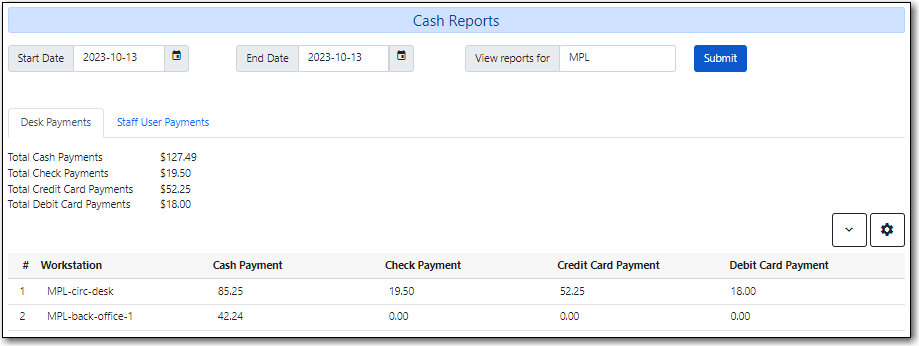 Cash Reports
Start Date 2023-10-13 End Date 2023-10-13 View reports for MPL Submit
Desk Payments Staff User Payments
Total Cash Payments $127.49
Total Check Payments $19.50
Total Credit Card Payments $52.25
Total Debit Card Payments $18.00
# Workstation Cash Payment Check Payment Credit Card Payment Debit Card Payment
1 MPL-circ-desk 85.25 19.50 52.25 18.00
2 MPL-back-office-1 42.24 0.00 0.00 0.00